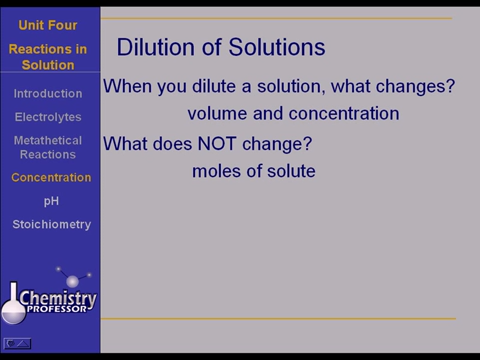 Unit Four
Reactions in
Solution
Introduction
Electrolytes
Metathetical
Reactions
Concentration
pH
Stoichiometry
Chemistry
PROFESSOR
Dilution of Solutions
When you dilute a solution, what changes?
volume and concentration
What does NOT change?
moles of solute